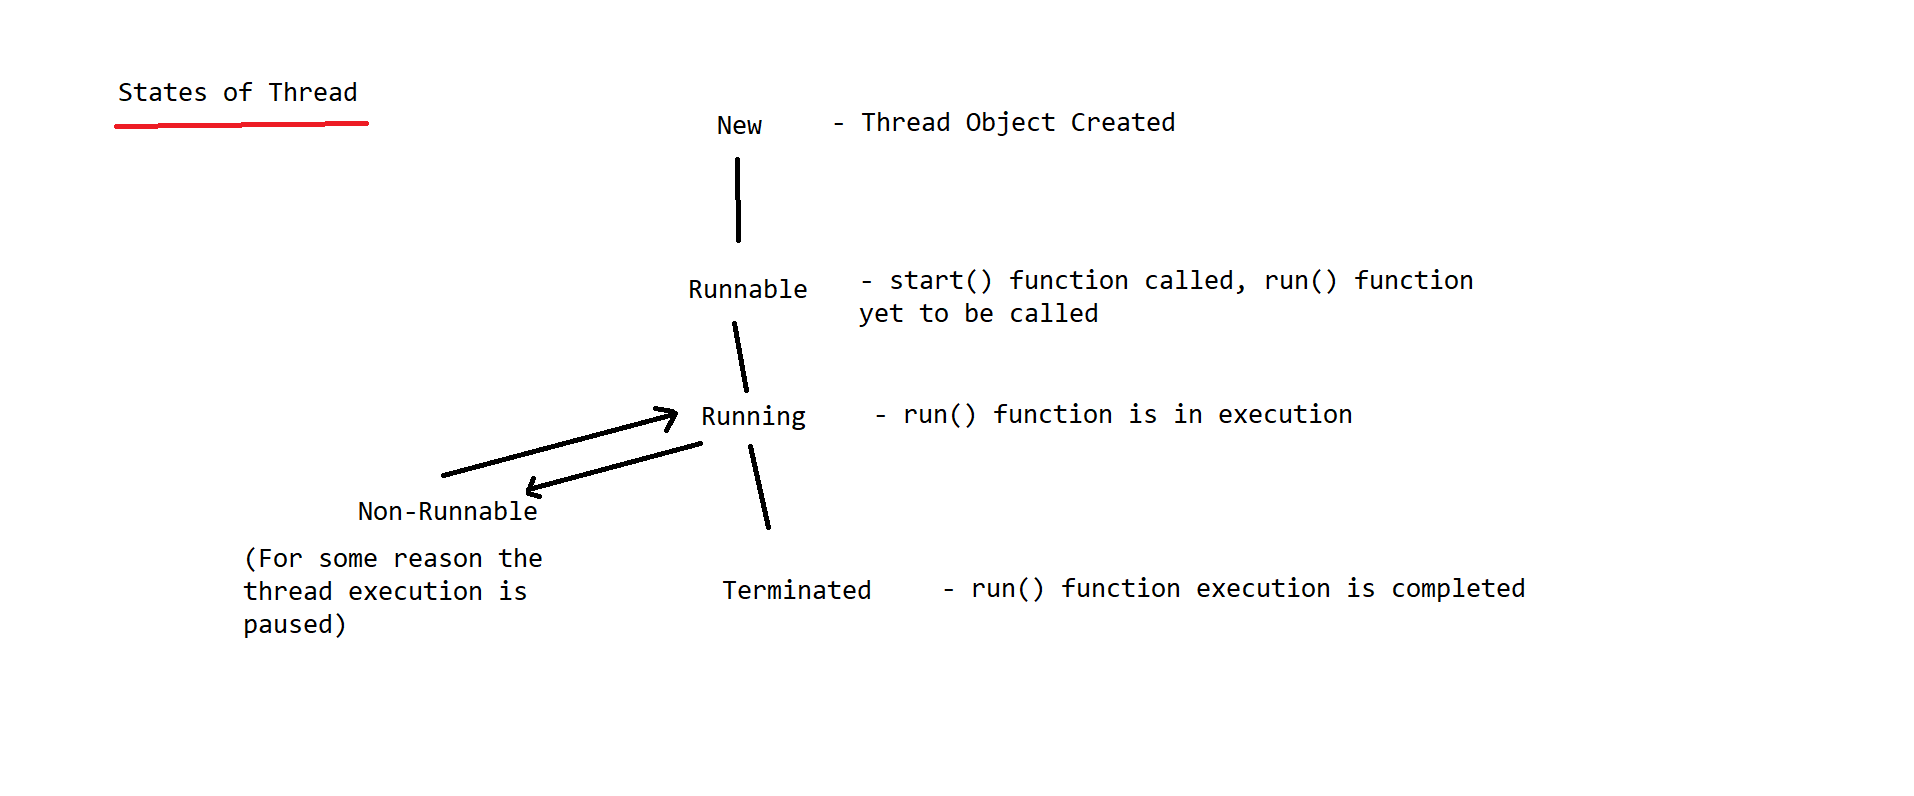 States of Thread
New - Thread Object Created
Runnable - start() function called, run() function
yet to be called
Running - run() function is in execution
Non-Runnable
(For some reason the
thread execution is
paused)
Terminated - run() function execution is completed